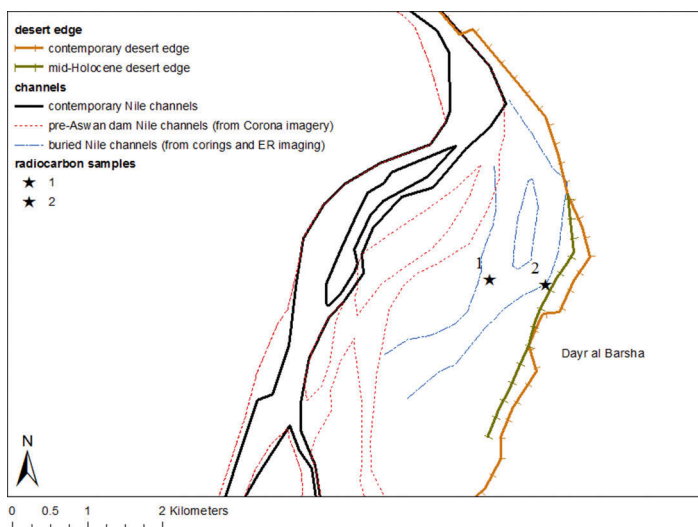 desert edge
contemporary desert edge
mid-Holocene desert edge
channels
contemporary Nile channels
pre-Aswan dam Nile channels (from Corona imagery)
buried Nile channels (from corings and ER imaging)
radiocarbon samples
1
2
1
2
Dayr al Barsha
N
0 0.5 1 2 Kilometers